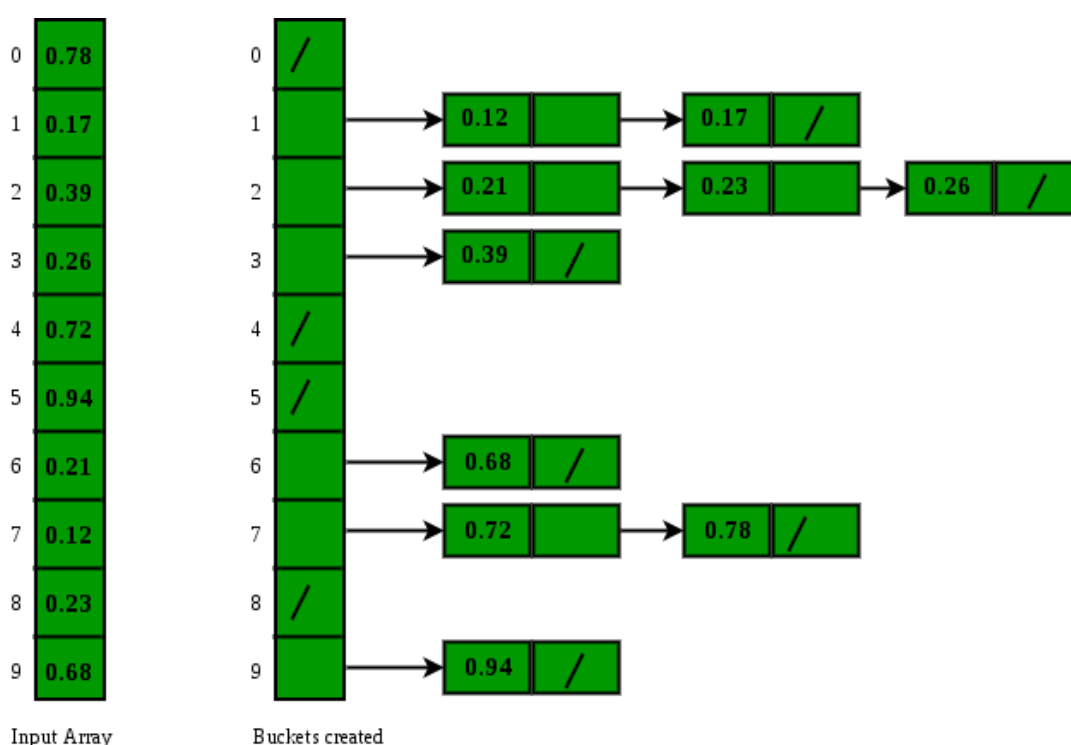 0 0.78 0 /
1 0.17 1 0.12 0.17 /
2 0.39 2 0.21 0.23 0.26 /
3 0.26 3 0.39 /
4 0.72 4 /
5 0.94 5 /
6 0.21 6 0.68 /
7 0.12 7 0.72 0.78 /
8 0.23 8 /
9 0.68 9 0.94 /
Input Array Buckets created